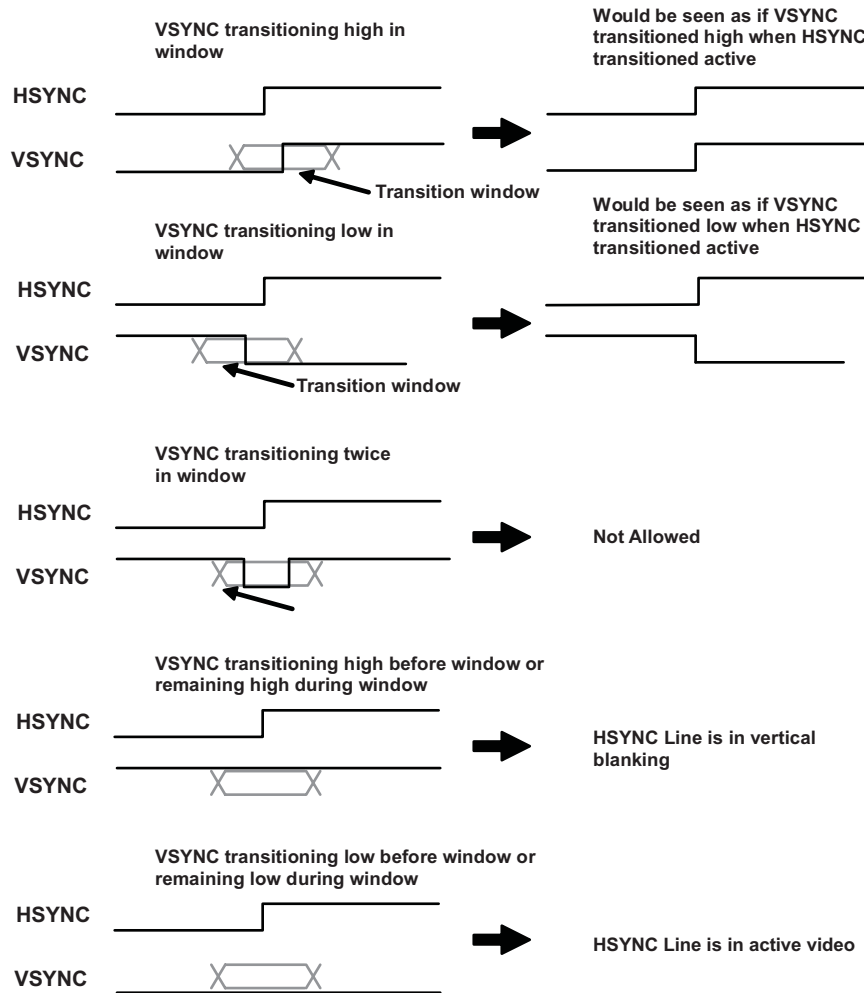 VSYNC transitioning high in
window
Would be seen as if VSYNC
transitioned high when HSYNC
transitioned active
HSYNC
VSYNC
Transition window
VSYNC transitioning low in
window
Would be seen as if VSYNC
transitioned low when HSYNC
transitioned active
HSYNC
VSYNC
Transition window
VSYNC transitioning twice
in window
HSYNC
Not Allowed
VSYNC
VSYNC transitioning high before window or
remaining high during window
HSYNC
HSYNC Line is in vertical
blanking
VSYNC
VSYNC transitioning low before window or
remaining low during window
HSYNC
HSYNC Line is in active video
VSYNC